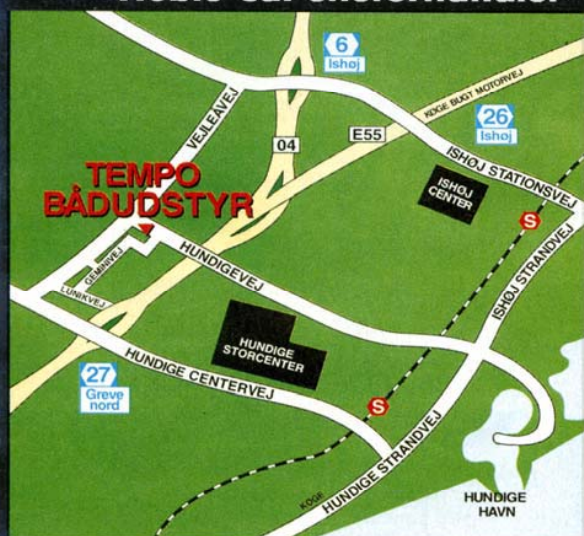 6
Ishøj
KØGE BUGT MOTORVEJ
26
Ishøj
VEJLEAVEJ
04
E55
ISHØJ STATIONSVEJ
ISHØJ
CENTER
TEMPO
BÅDUDSTYR
S
GEMINIVEJ
LUNIKVEJ
HUNDIGEVEJ
ISHØJ STRANDVEJ
HUNDIGE
STORCENTER
27
Greve
nord
HUNDIGE CENTERVEJ
S
HUNDIGE STRANDVEJ
KØGE
HUNDIGE
HAVN